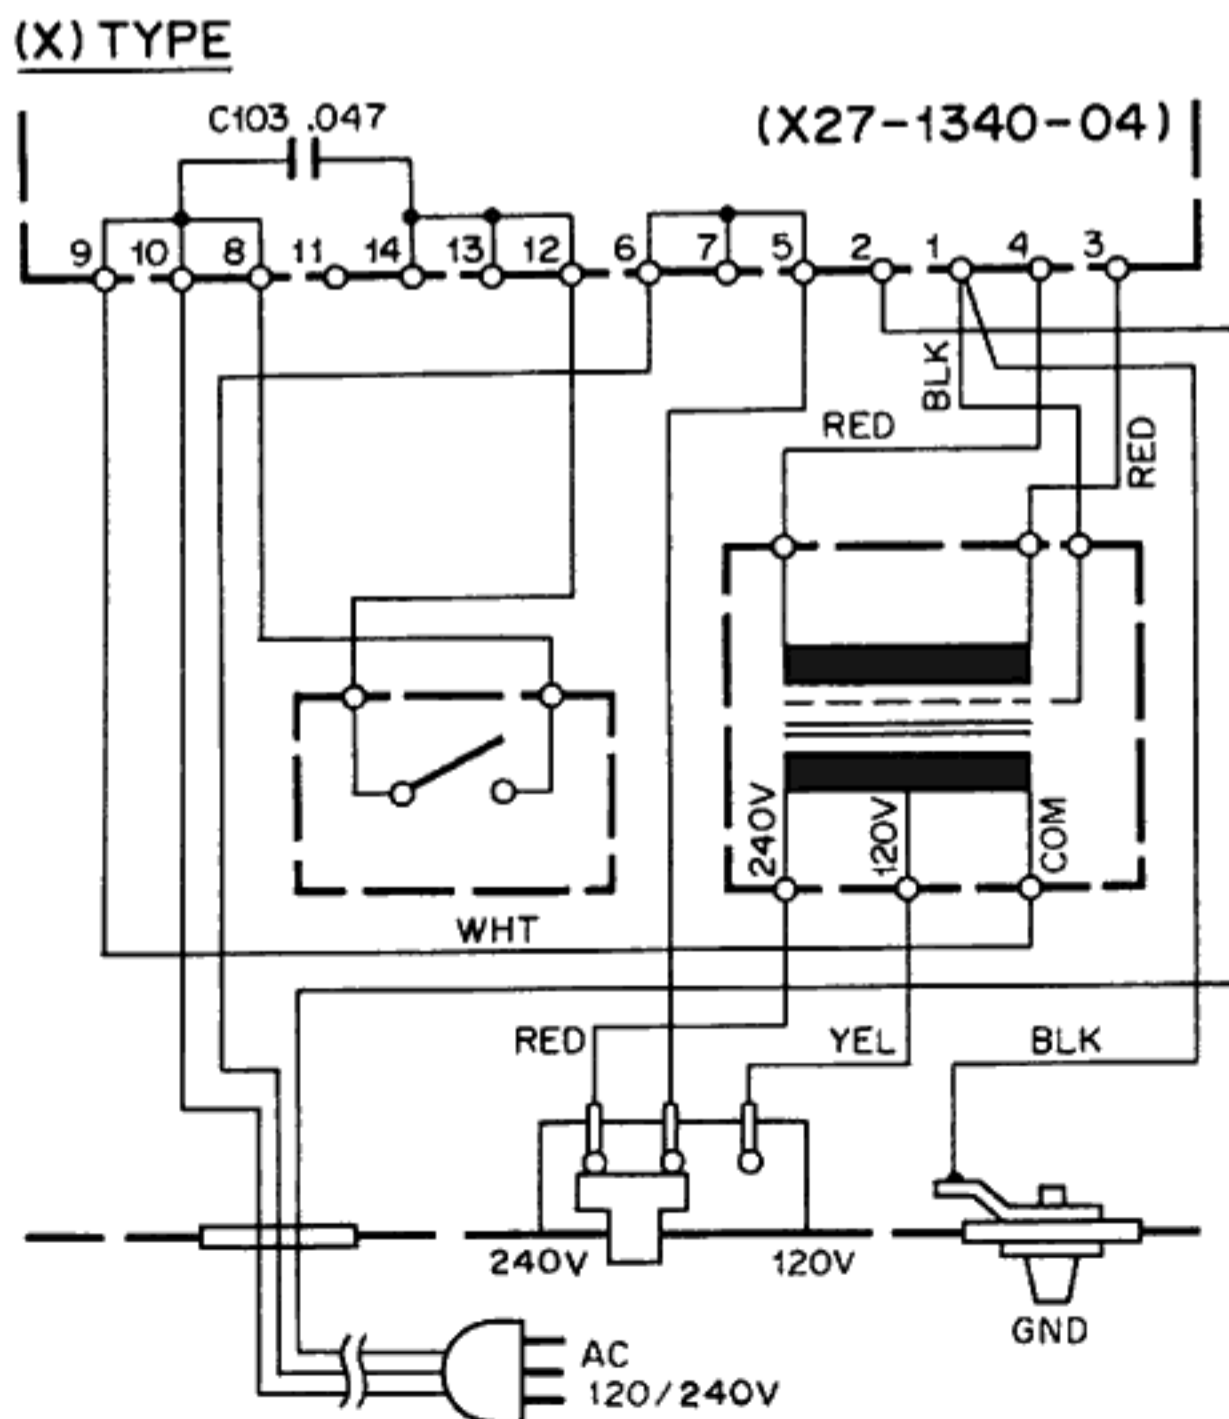 (X) TYPE
C103 .047
(X27-1340-04)
9 10 8 11 14 13 12 6 7 5 2 1 4 3
BLK
RED
RED
240V
120V
COM
WHT
RED
YEL
BLK
240V
120V
GND
AC
120/240V